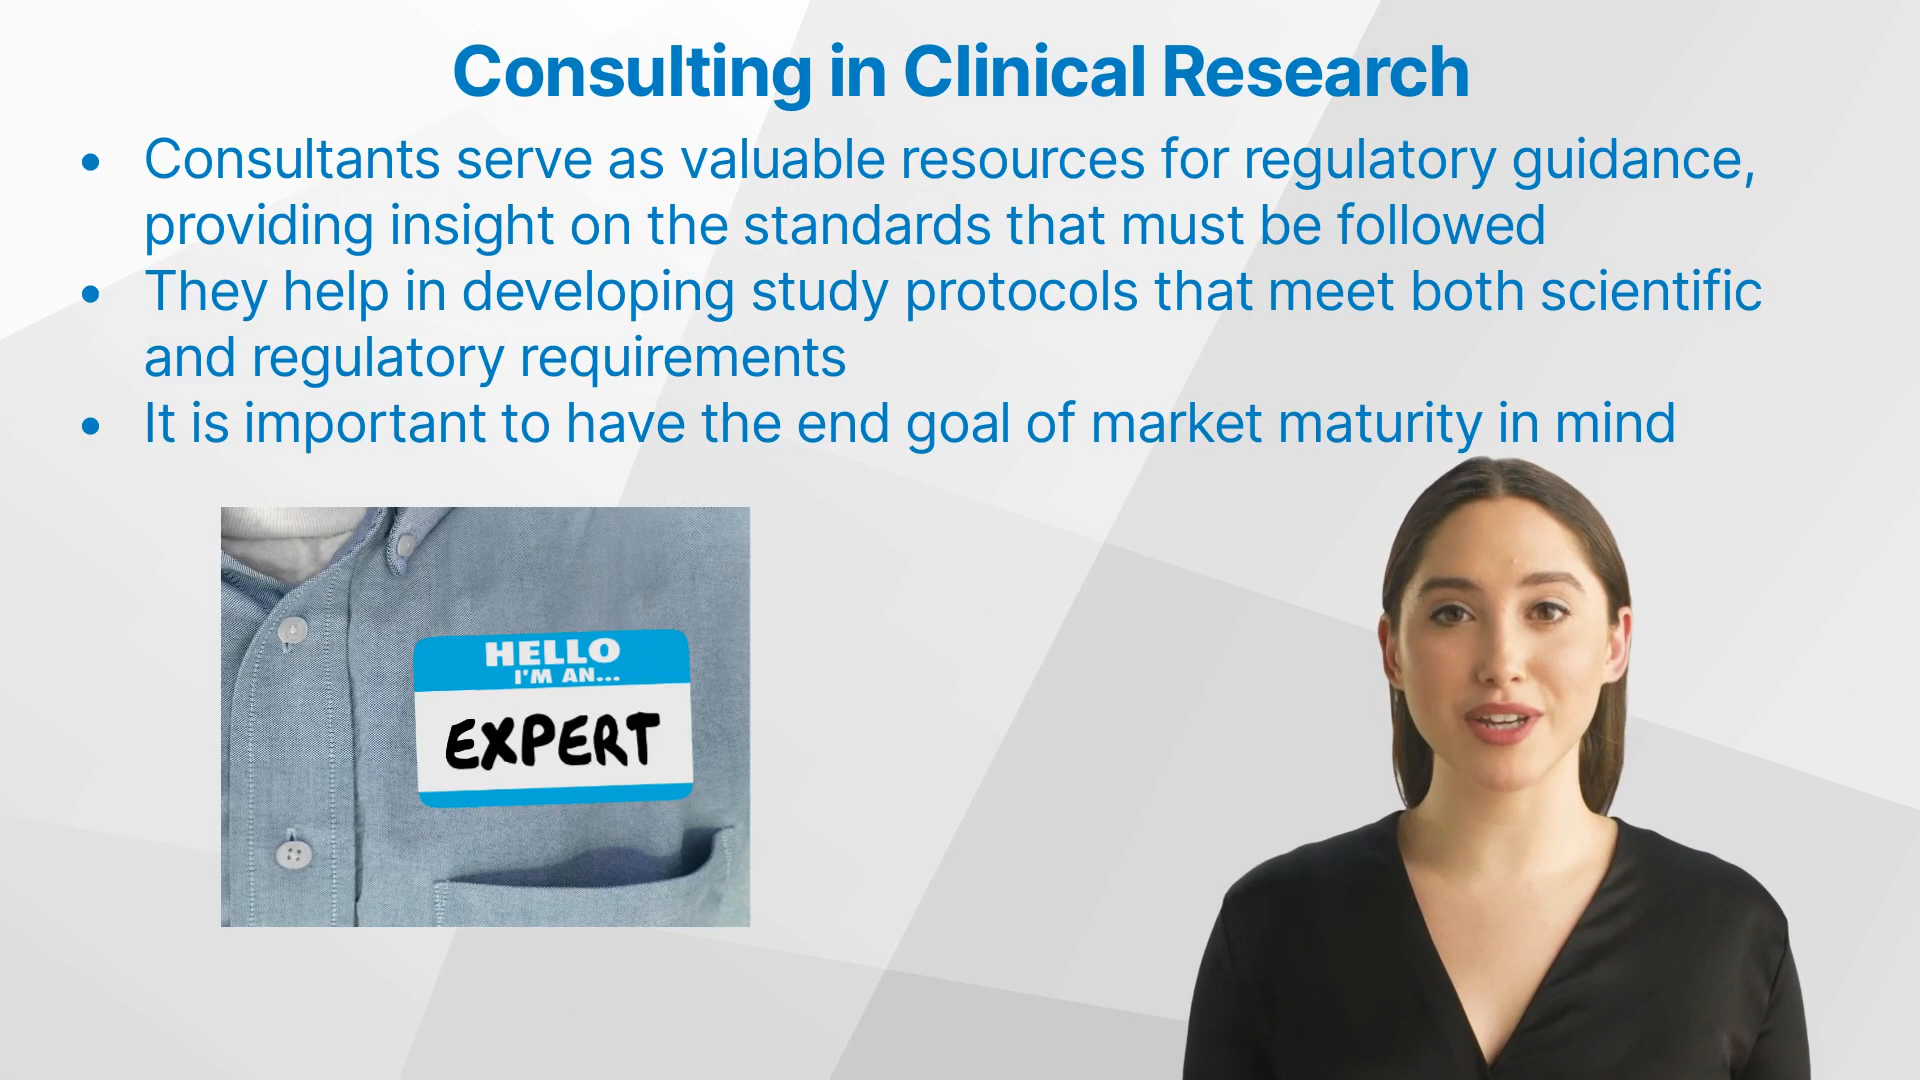 Consulting in Clinical Research
• Consultants serve as valuable resources for regulatory guidance,
providing insight on the standards that must be followed
• They help in developing study protocols that meet both scientific
and regulatory requirements
• It is important to have the end goal of market maturity in mind
HELLO
I'M AN...
EXPERT